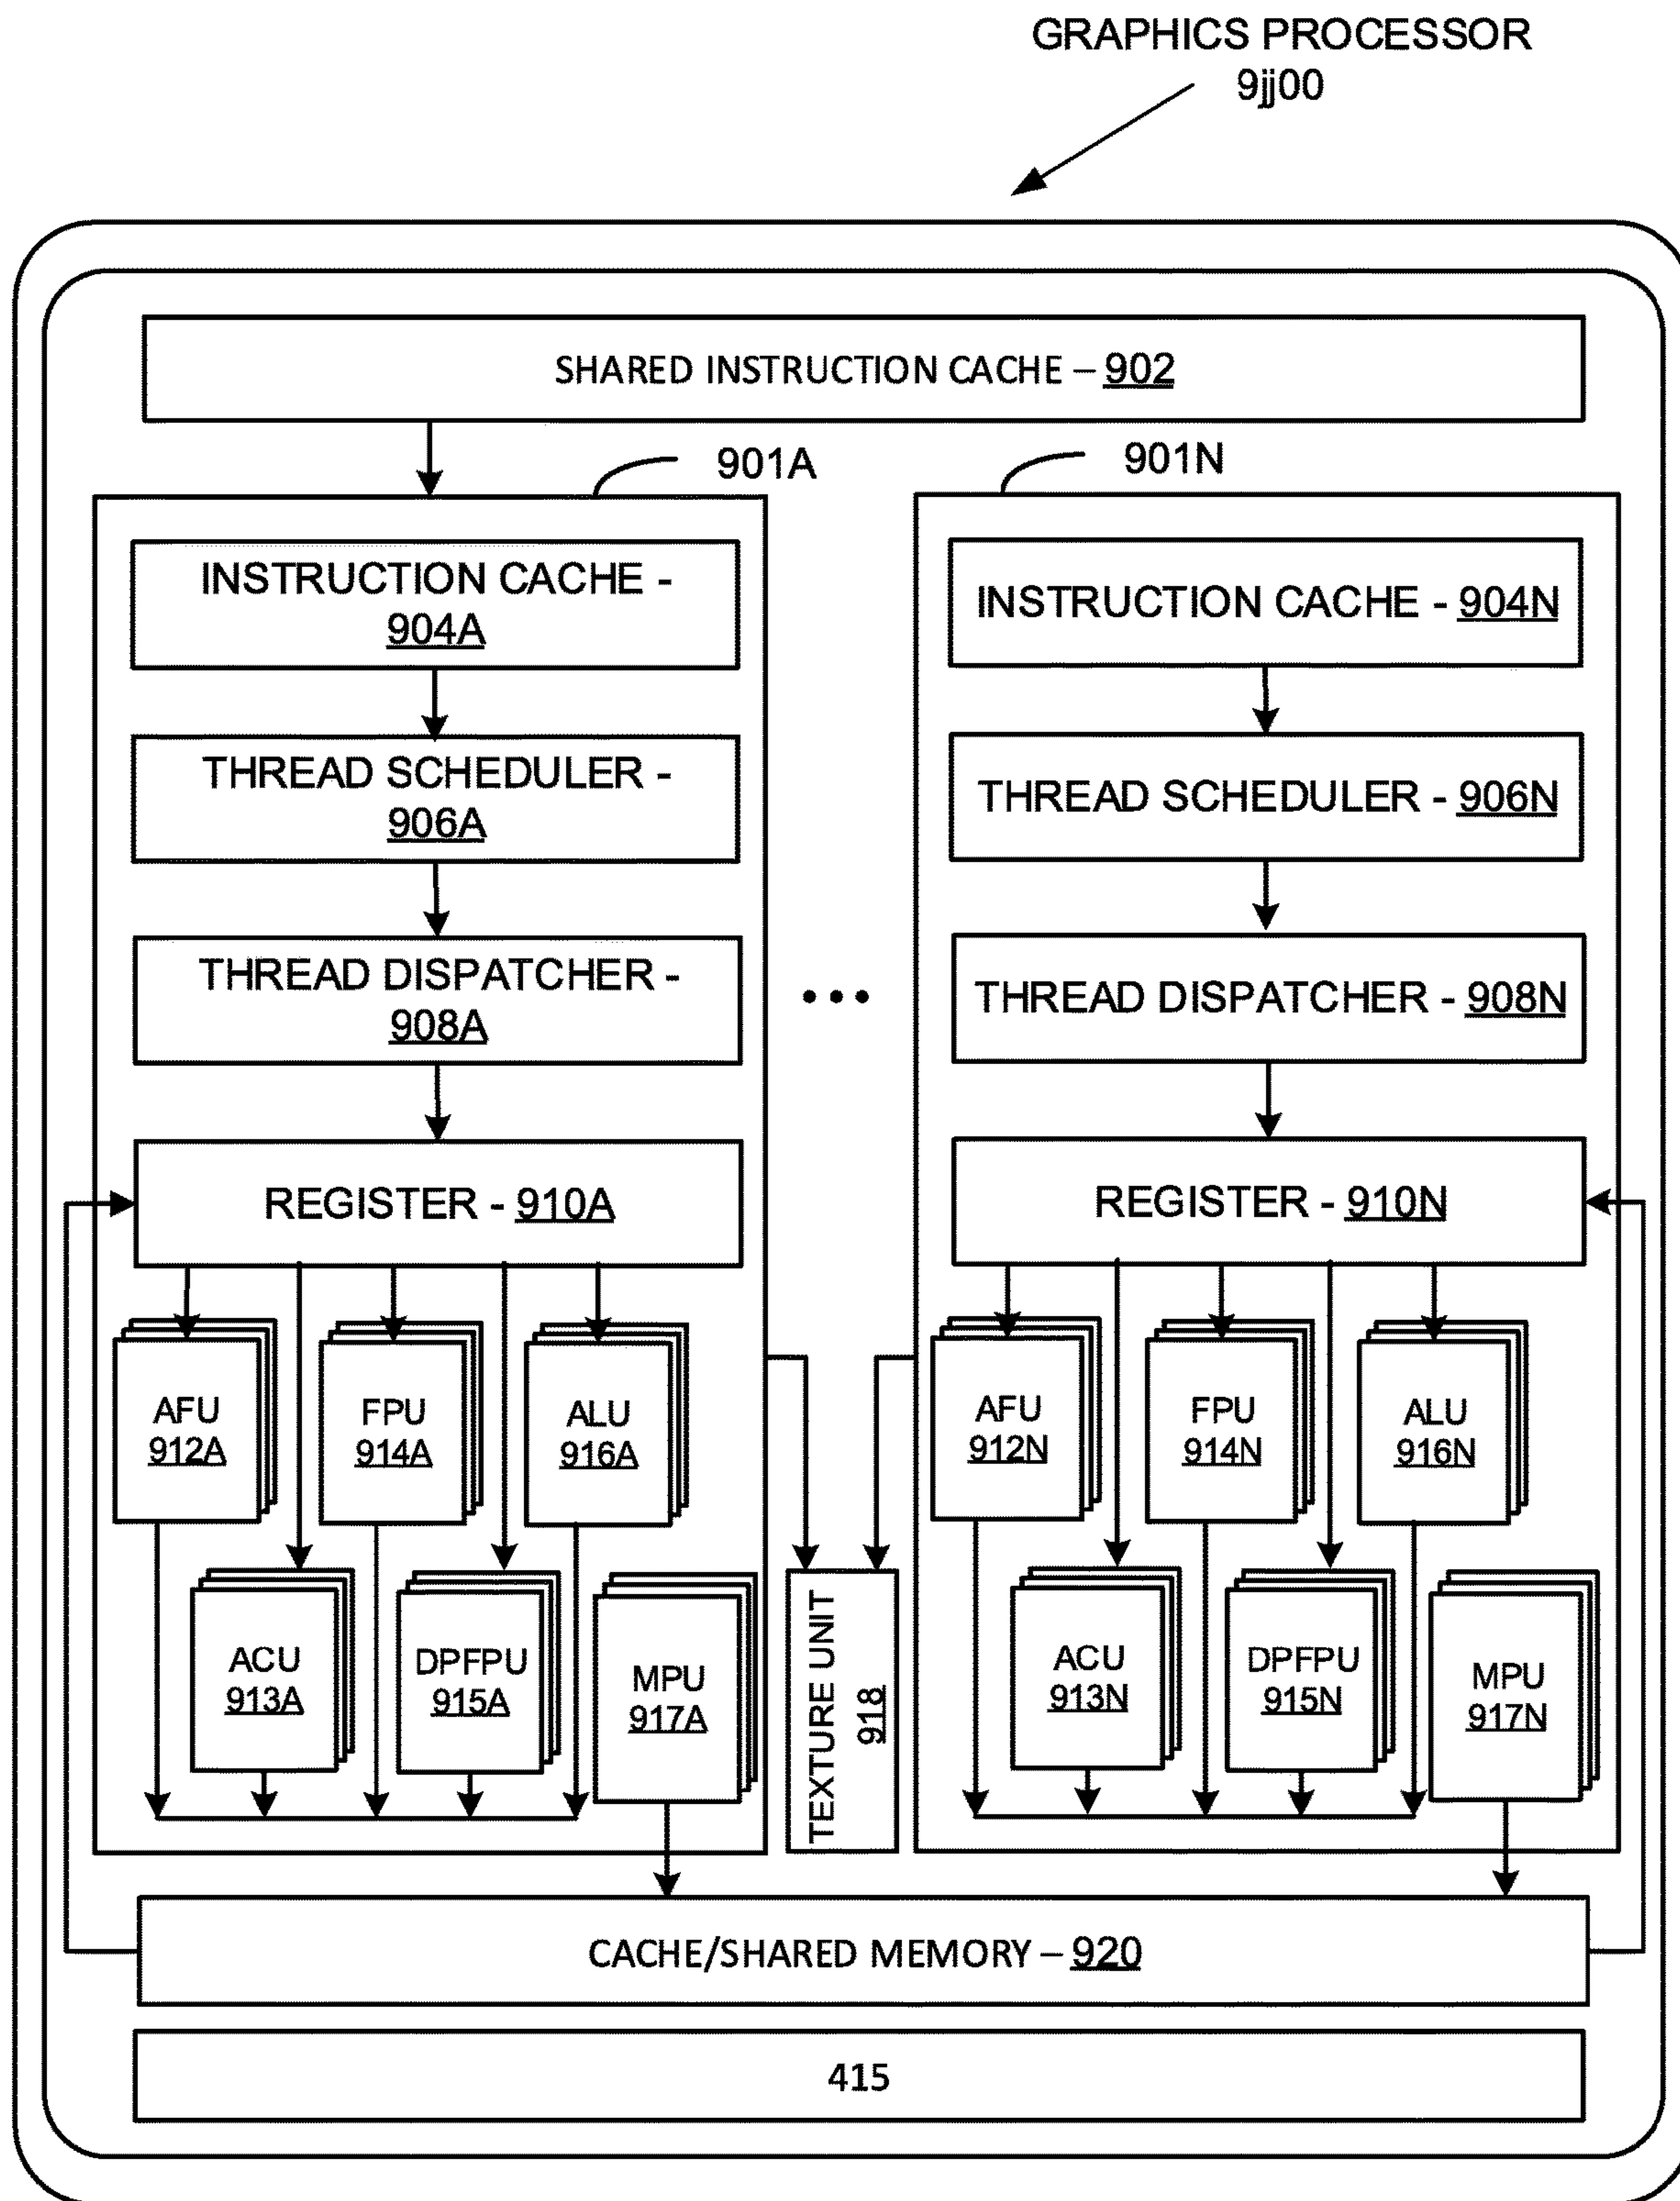 GRAPHICS PROCESSOR
9jj00
SHARED INSTRUCTION CACHE – 902
901A
901N
INSTRUCTION CACHE -
904A
THREAD SCHEDULER -
906A
THREAD DISPATCHER -
908A
REGISTER - 910A
AFU
912A
FPU
914A
ALU
916A
ACU
913A
DPFPU
915A
MPU
917A
TEXTURE UNIT
918
INSTRUCTION CACHE - 904N
THREAD SCHEDULER - 906N
THREAD DISPATCHER - 908N
REGISTER - 910N
AFU
912N
FPU
914N
ALU
916N
ACU
913N
DPFPU
915N
MPU
917N
CACHE/SHARED MEMORY – 920
415